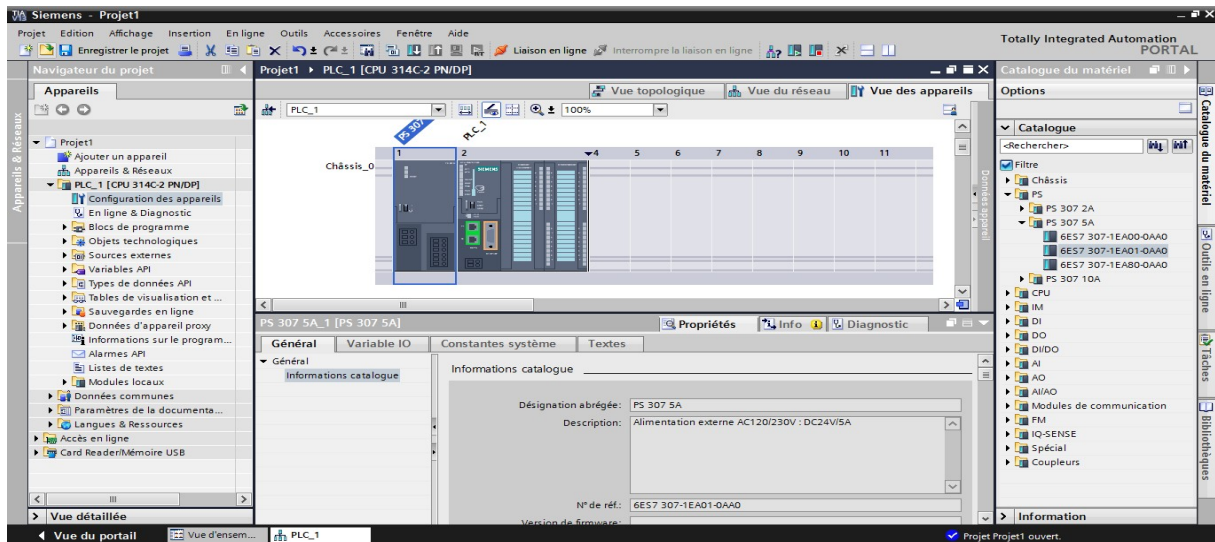 Siemens - Projet1
Projet Edition Affichage Insertion En ligne Outils Accessoires Fenêtre Aide
Enregistrer le projet
Liaison en ligne
Interrompre la liaison en ligne
Totally Integrated Automation
PORTAL
Navigateur du projet
Appareils
Appareils & Réseaux
Projet1
Ajouter un appareil
Appareils & Réseaux
PLC_1 [CPU 314C-2 PN/DP]
Configuration des appareils
En ligne & Diagnostic
Blocs de programme
Objets technologiques
Sources externes
Variables API
Types de données API
Tables de visualisation et ...
Sauvegardes en ligne
Données d'appareil proxy
Informations sur le program...
Alarmes API
Listes de textes
Modules locaux
Données communes
Paramètres de la documenta...
Langues & Ressources
Accès en ligne
Card Reader/Mémoire USB
Vue détaillée
Projet1 PLC_1 [CPU 314C-2 PN/DP]
Vue topologique Vue du réseau Vue des appareils
PLC_1
100%
PS 307
PLC_1
Châssis_0
1 2 4 5 6 7 8 9 10 11
Données appareil
PS 307 5A_1 [PS 307 5A]
Propriétés Info Diagnostic
Général Variable IO Constantes système Textes
Général
Informations catalogue
Informations catalogue
Désignation abrégée: PS 307 5A
Description: Alimentation externe AC120/230V : DC24V/5A
N° de réf.: 6ES7 307-1EA01-0AA0
Version de firmware:
Catalogue du matériel
Options
Catalogue
<Rechercher>
Filtre
Châssis
PS
PS 307 2A
PS 307 5A
6ES7 307-1EA00-0AA0
6ES7 307-1EA01-0AA0
6ES7 307-1EA80-0AA0
PS 307 10A
CPU
IM
DI
DO
DI/DO
AI
AO
AI/AO
Modules de communication
FM
IQ-SENSE
Spécial
Coupleurs
Information
Catalogue du matériel
Outils en ligne
Tâches
Bibliothèques
Vue du portail
Vue d'ensem...
PLC_1
Projet Projet1 ouvert.